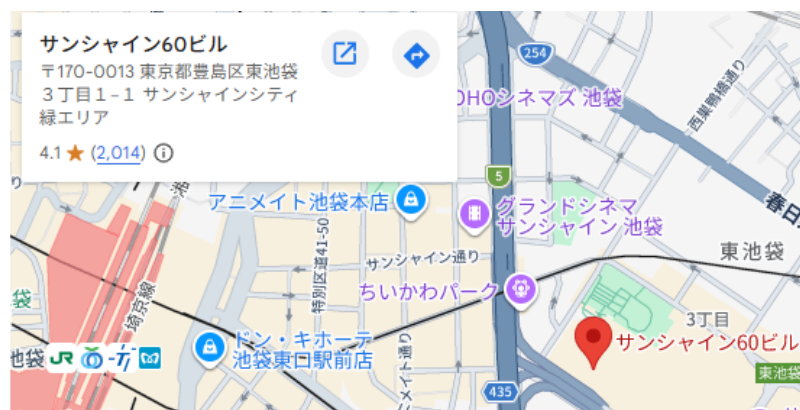 サンシャイン60ビル
〒170-0013 東京都豊島区東池袋
３丁目１−１ サンシャインシティ
緑エリア
4.1 ★ (2,014)
254
OHOシネマズ 池袋
西巣鴨橋通り
5
アニメイト池袋本店
グランドシネマ
サンシャイン 池袋
春日
特別区道41-50
サンシャイン通り
東池袋
ちいかわパーク
袋
埼京線
3丁目
ドン・キホーテ
池袋東口駅前店
サンシャイン60ビル
池袋 JR
メイト通り
435
東池袋